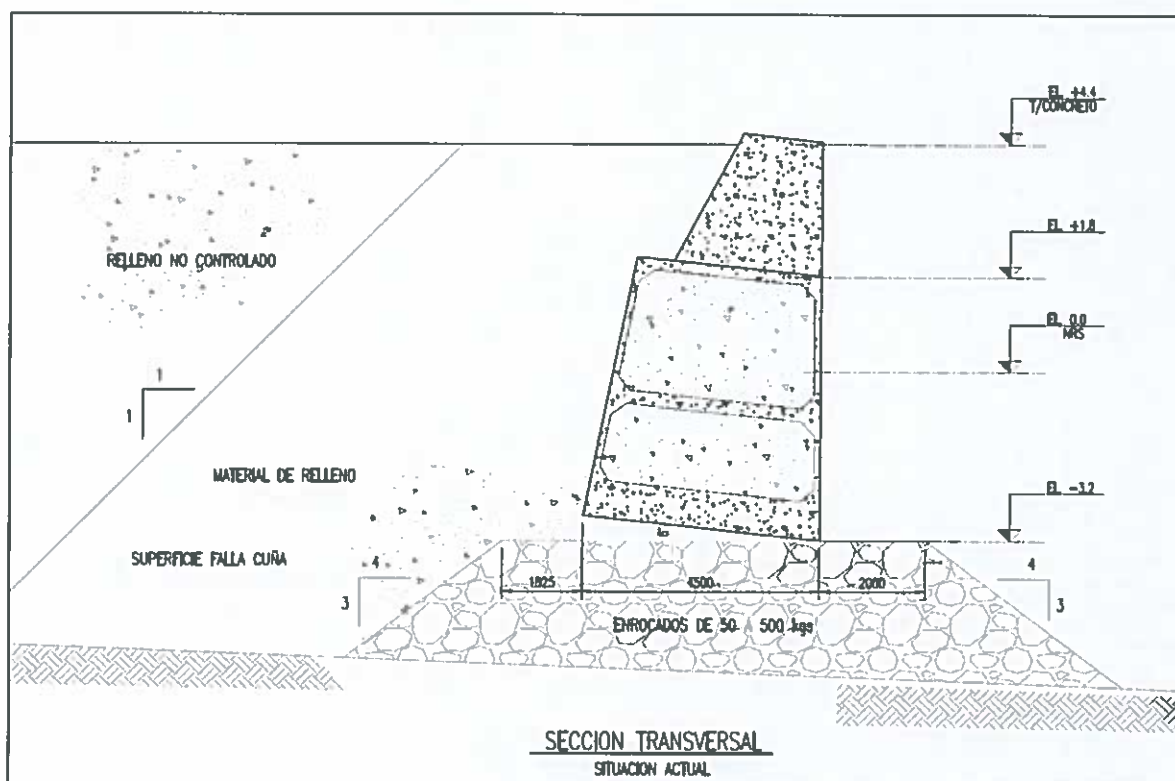 EL +4.4
T/CONCRETO
EL +1.8
RELLENO NO CONTROLADO
EL 0.0
NRS
1
1
MATERIAL DE RELLENO
EL -3.2
SUPERFICIE FALLA CUÑA
4
3
1825
4500
2000
4
3
ENROCADOS DE 50 A 500 kgs
SECCION TRANSVERSAL
SITUACION ACTUAL